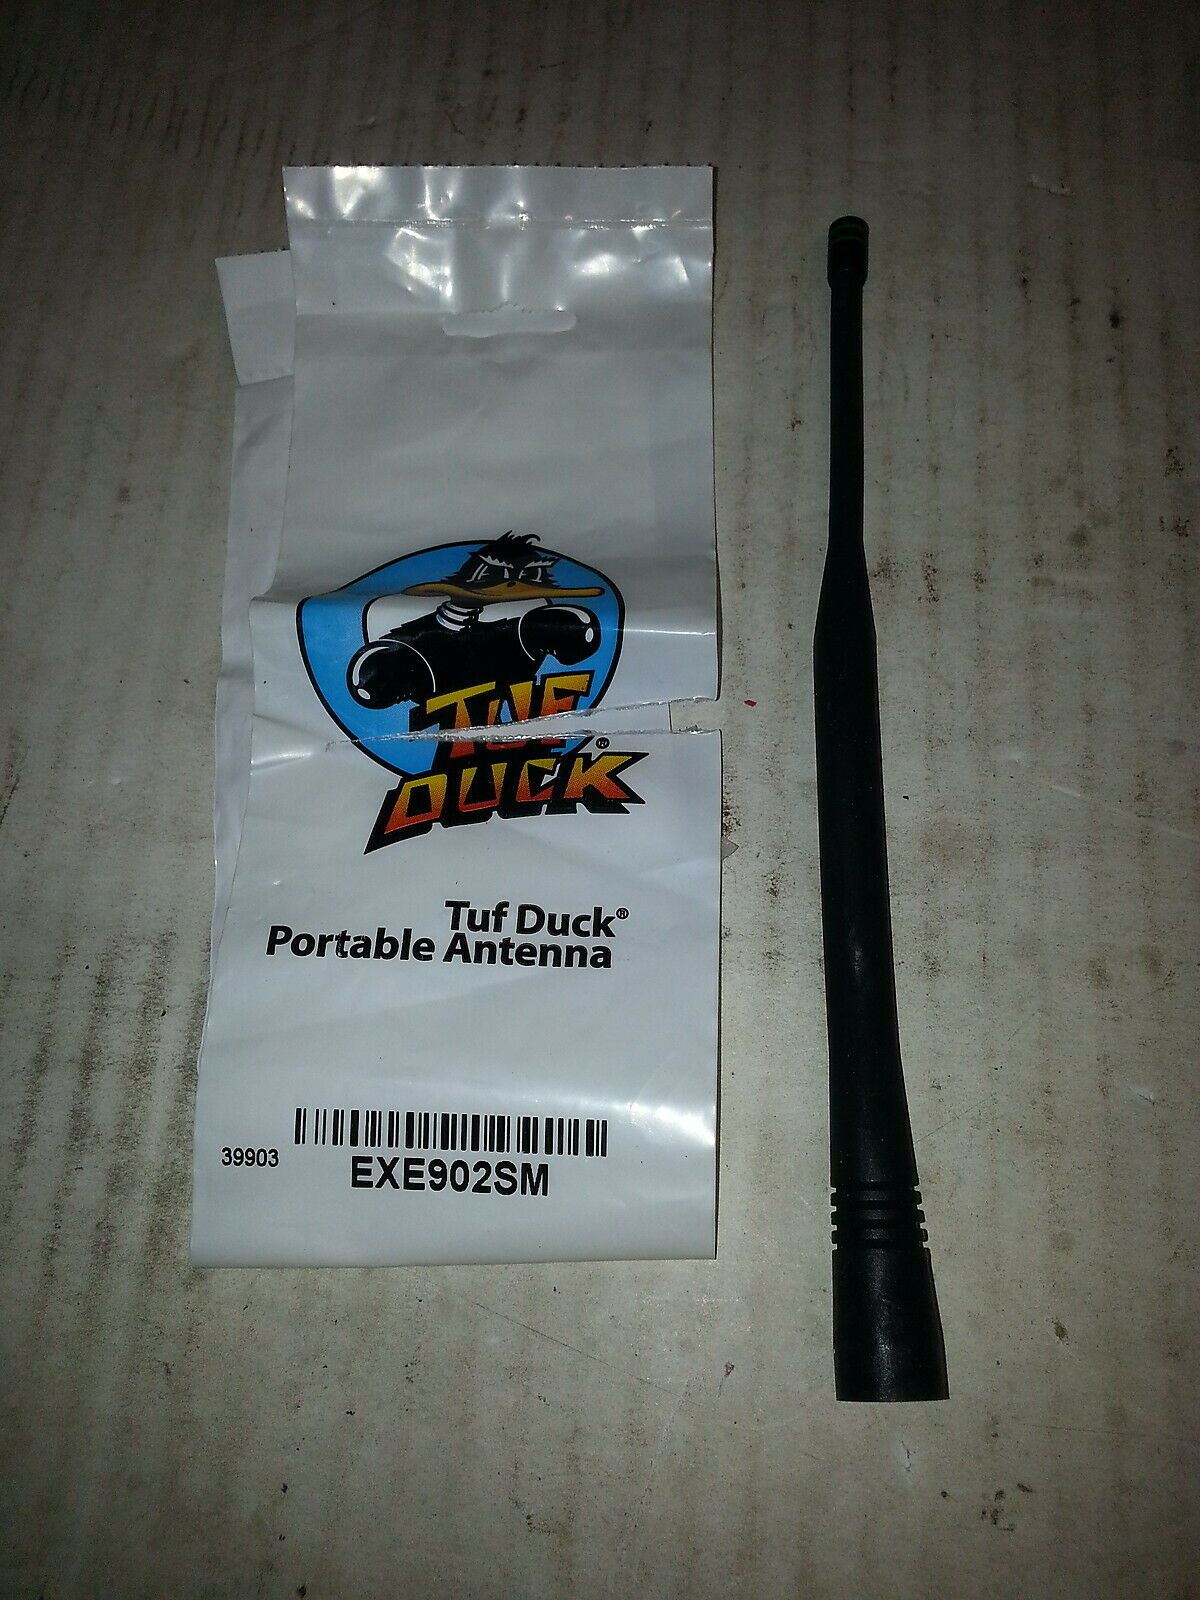 TUF
DUCK®
Tuf Duck®
Portable Antenna
39903
EXE902SM